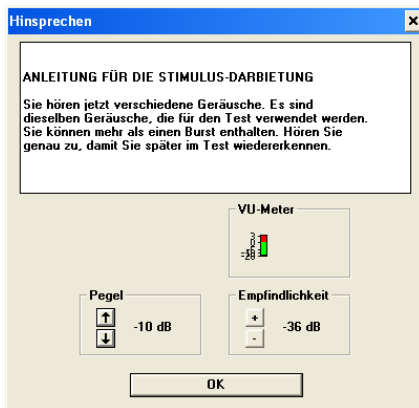 Hinsprechen
ANLEITUNG FÜR DIE STIMULUS-DARBIETUNG
Sie hören jetzt verschiedene Geräusche. Es sind
dieselben Geräusche, die für den Test verwendet werden.
Sie können mehr als einen Burst enthalten. Hören Sie
genau zu, damit Sie später im Test wiedererkennen.
VU-Meter
3
Pegel
-10 dB
Empfindlichkeit
+
-36 dB
-
OK